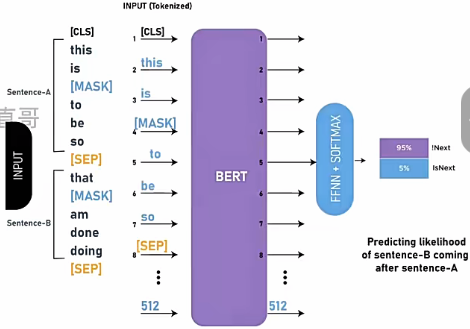 INPUT (Tokenized)
[CLS]
this
is
[MASK]
to
be
so
[SEP]
that
[MASK]
am
done
doing
[SEP]
Sentence-A
Sentence-B
INPUT
直哥
1 [CLS]
2 this
3 is
4 [MASK]
5 to
6 be
7 so
8 [SEP]
512
BERT
1
2
3
4
5
6
7
8
512
FFNN + SOFTMAX
95% !Next
5% IsNext
Predicting likelihood
of sentence-B coming
after sentence-A